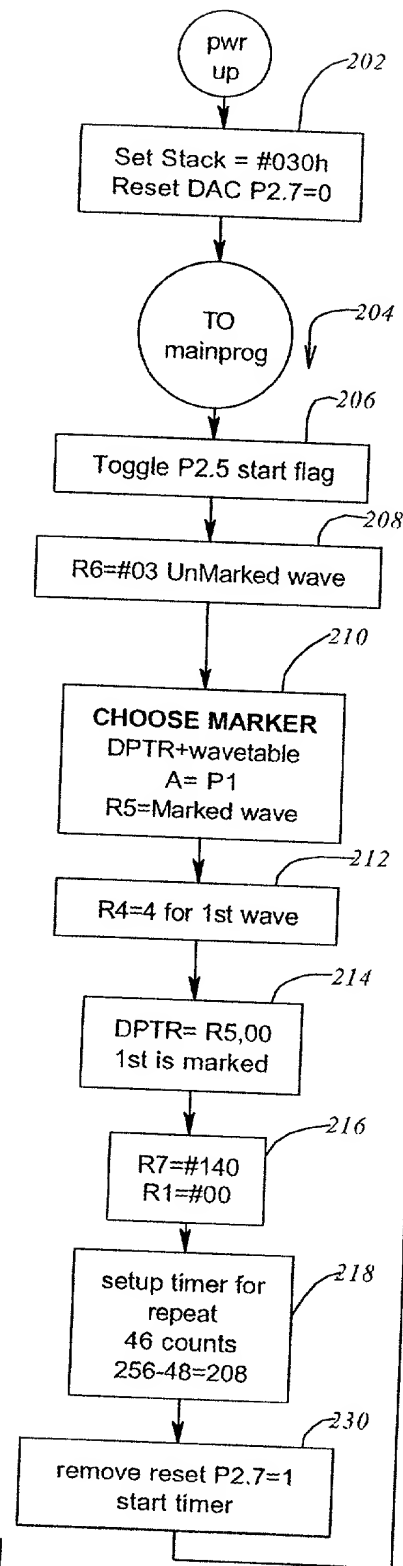 pwr
up
202
Set Stack = #030h
Reset DAC P2.7=0
TO
mainprog
204
206
Toggle P2.5 start flag
208
R6=#03 UnMarked wave
210
CHOOSE MARKER
DPTR+wavetable
A= P1
R5=Marked wave
212
R4=4 for 1st wave
214
DPTR= R5,00
1st is marked
216
R7=#140
R1=#00
218
setup timer for
repeat
46 counts
256-48=208
230
remove reset P2.7=1
start timer